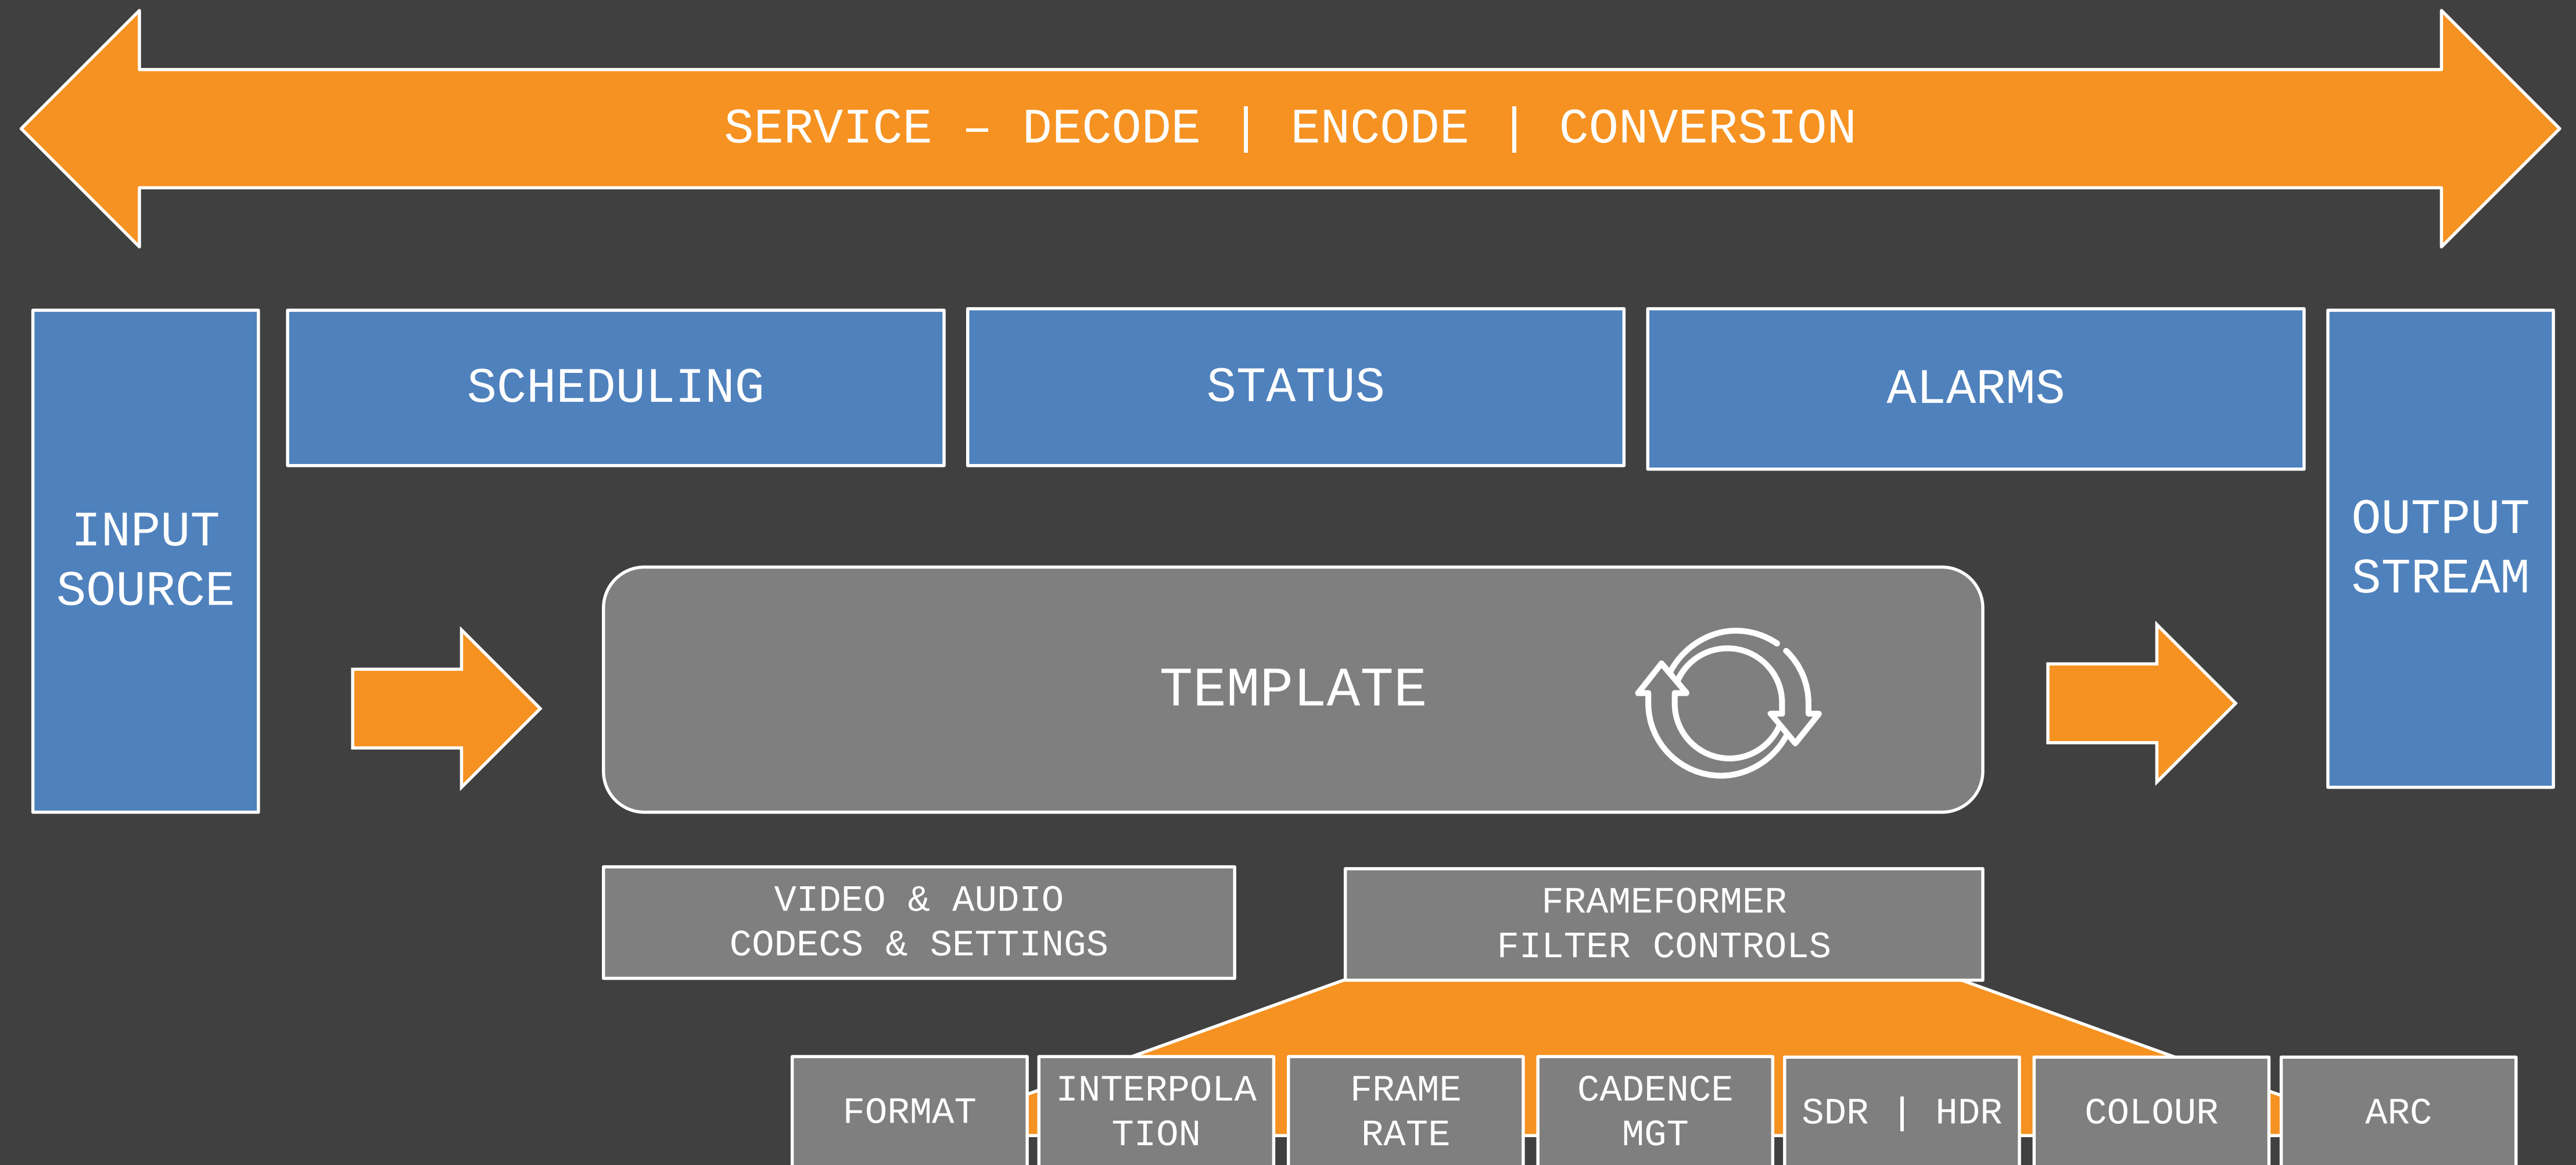 SERVICE – DECODE | ENCODE | CONVERSION
SCHEDULING
STATUS
ALARMS
INPUT
SOURCE
OUTPUT
STREAM
TEMPLATE
VIDEO & AUDIO
CODECS & SETTINGS
FRAMEFORMER
FILTER CONTROLS
FORMAT
INTERPOLA
TION
FRAME
RATE
CADENCE
MGT
SDR | HDR
COLOUR
ARC